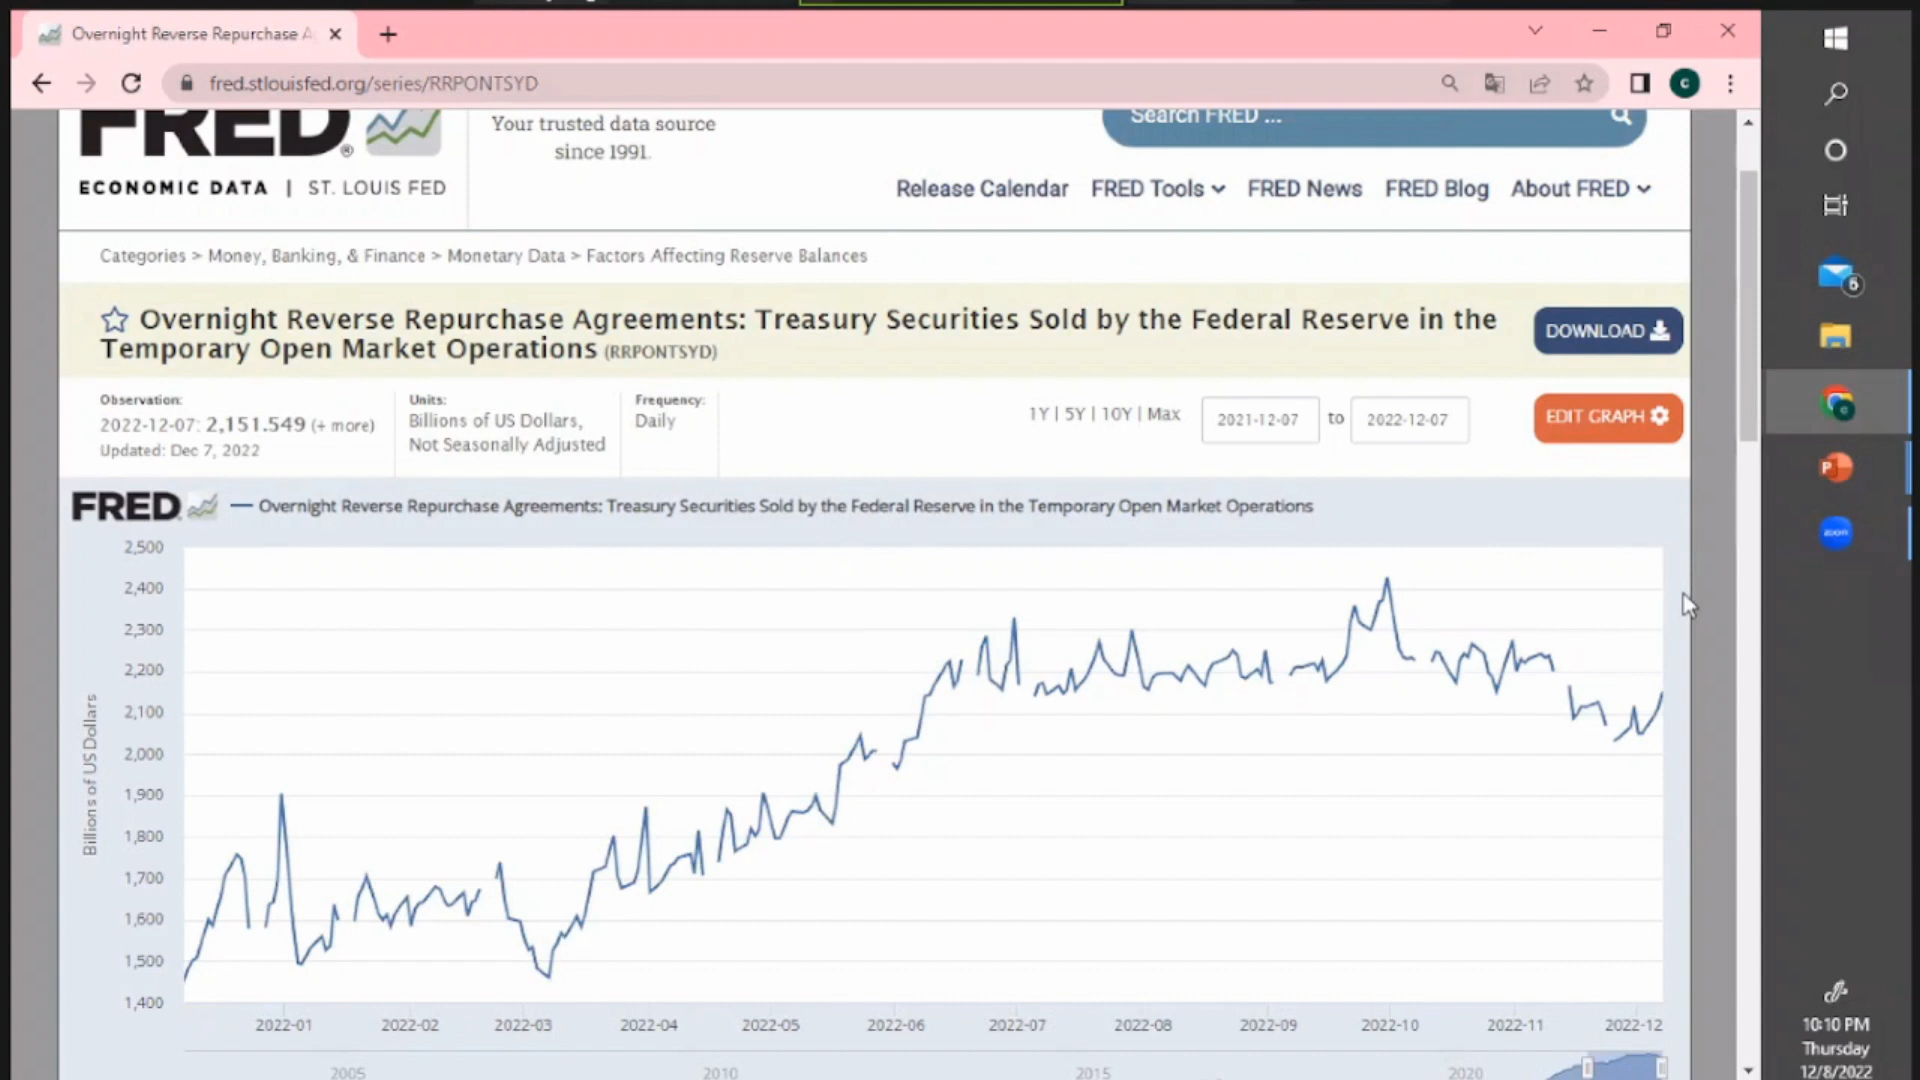 Overnight Reverse Repurchase A
fred.stlouisfed.org/series/RRPONTSYD
C
FRED®
Your trusted data source
since 1991.
Search FRED ...
ECONOMIC DATA | ST. LOUIS FED
Release Calendar FRED Tools FRED News FRED Blog About FRED
Categories > Money, Banking, & Finance > Monetary Data > Factors Affecting Reserve Balances
Overnight Reverse Repurchase Agreements: Treasury Securities Sold by the Federal Reserve in the
Temporary Open Market Operations (RRPONTSYD)
DOWNLOAD
Observation:
2022-12-07: 2,151.549 (+ more)
Updated: Dec 7, 2022
Units:
Billions of US Dollars,
Not Seasonally Adjusted
Frequency:
Daily
1Y | 5Y | 10Y | Max
2021-12-07 to 2022-12-07
EDIT GRAPH
FRED
Overnight Reverse Repurchase Agreements: Treasury Securities Sold by the Federal Reserve in the Temporary Open Market Operations
Billions of US Dollars
2,500
2,400
2,300
2,200
2,100
2,000
1,900
1,800
1,700
1,600
1,500
1,400
2022-01 2022-02 2022-03 2022-04 2022-05 2022-06 2022-07 2022-08 2022-09 2022-10 2022-11 2022-12
2005 2010 2015 2020
6
P
zoom
10:10 PM
Thursday
12/8/2022